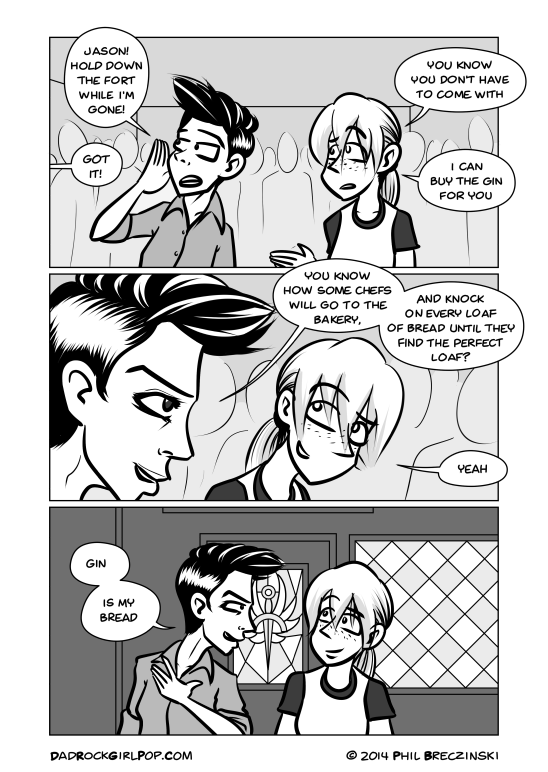 JASON!
HOLD DOWN
THE FORT
WHILE I'M
GONE!
GOT
IT!
YOU KNOW
YOU DON'T HAVE
TO COME WITH
I CAN
BUY THE GIN
FOR YOU
YOU KNOW
HOW SOME CHEFS
WILL GO TO THE
BAKERY,
AND KNOCK
ON EVERY LOAF
OF BREAD UNTIL THEY
FIND THE PERFECT
LOAF?
YEAH
GIN
IS MY
BREAD
DADROCKGIRLPOP.COM
© 2014 PHIL BRECZINSKI